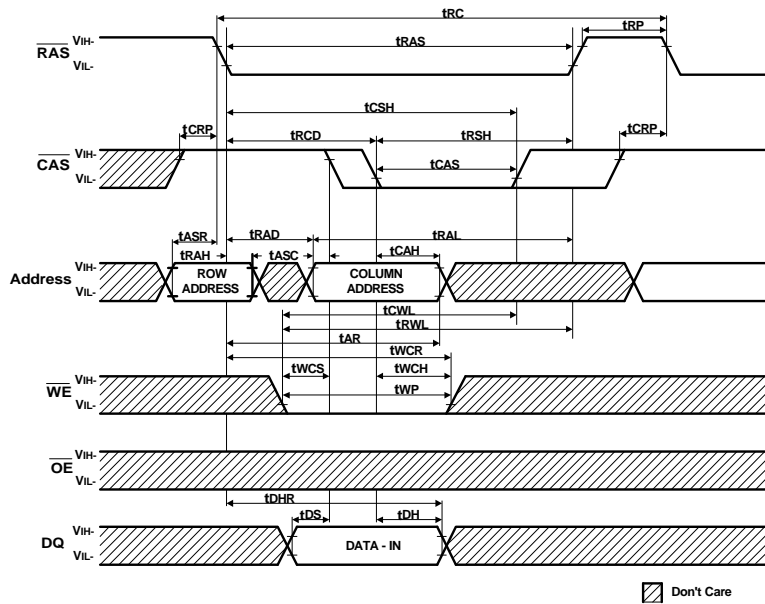 tRC
VIH-
tRAS
tRP
RAS
VIL-
tCSH
tCRP
tRCD
tRSH
tCRP
VIH-
CAS
tCAS
VIL-
tASR
tRAD
tRAL
tRAH
tASC
tCAH
VIH-
Address
ROW
ADDRESS
COLUMN
ADDRESS
VIL-
tCWL
tRWL
tAR
tWCR
VIH-
tWCS
tWCH
WE
tWP
VIL-
VIH-
OE
VIL-
tDHR
tDS
tDH
VIH-
DQ
DATA - IN
VIL-
Don't Care